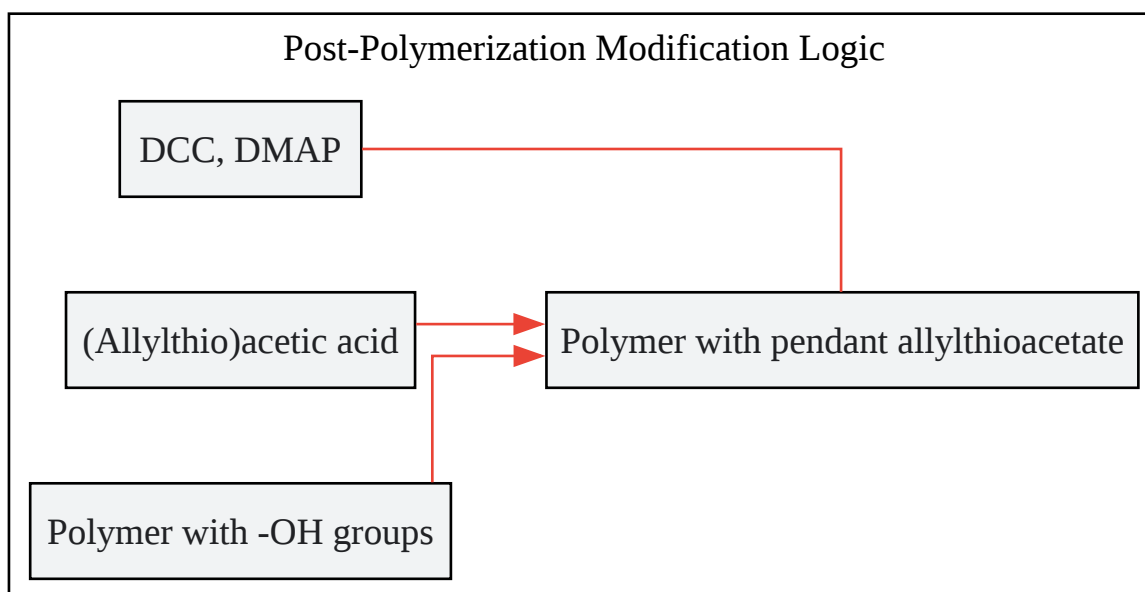 Post-Polymerization Modification Logic
DCC, DMAP
(Allylthio)acetic acid
Polymer with pendant allylthioacetate
Polymer with -OH groups